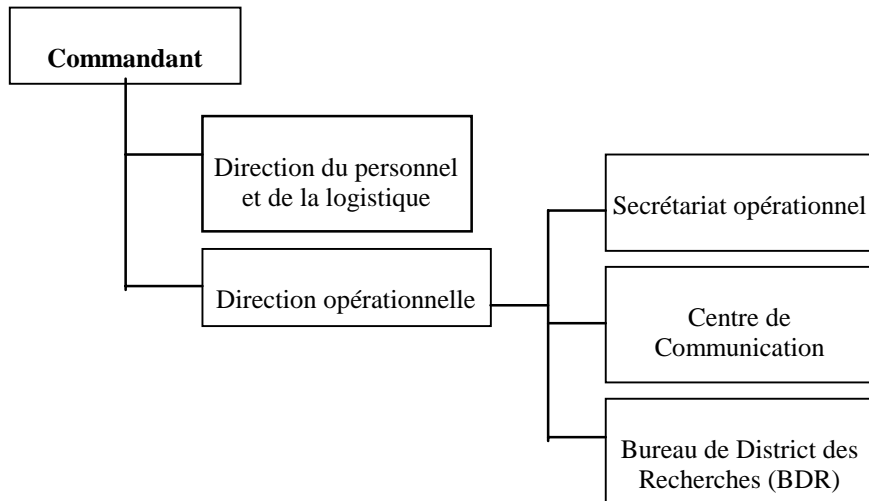 Commandant
Direction du personnel
et de la logistique
Direction opérationnelle
Secrétariat opérationnel
Centre de
Communication
Bureau de District des
Recherches (BDR)